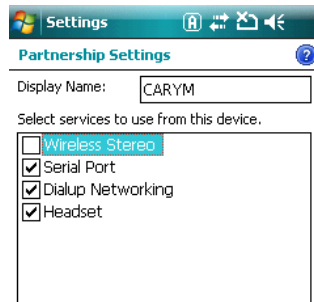 Settings
Partnership Settings
Display Name: CARYM
Select services to use from this device.
Wireless Stereo
Serial Port
Dialup Networking
Headset